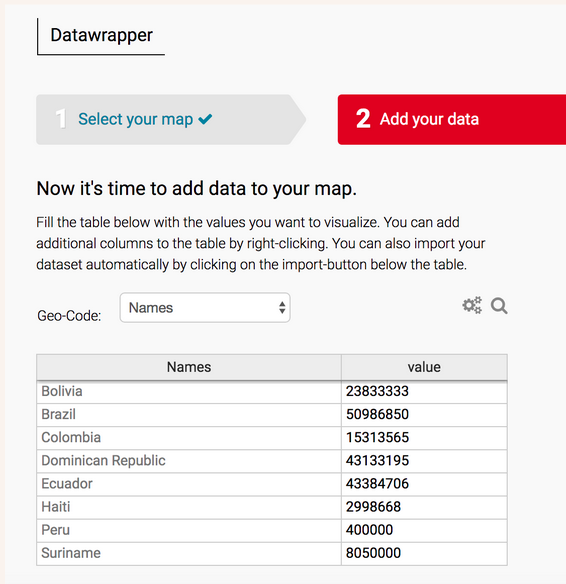 Datawrapper
1 Select your map
2 Add your data
Now it's time to add data to your map.
Fill the table below with the values you want to visualize. You can add
additional columns to the table by right-clicking. You can also import your
dataset automatically by clicking on the import-button below the table.
Geo-Code: Names
Names value
Bolivia 23833333
Brazil 50986850
Colombia 15313565
Dominican Republic 43133195
Ecuador 43384706
Haiti 2998668
Peru 400000
Suriname 8050000